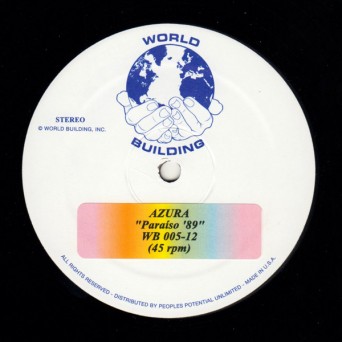 WORLD
BUILDING
STEREO
© WORLD BUILDING, INC.
AZURA
"Paraíso '89"
WB 005-12
(45 rpm)
ALL RIGHTS RESERVED - DISTRIBUTED BY PEOPLES POTENTIAL UNLIMITED - MADE IN U.S.A.